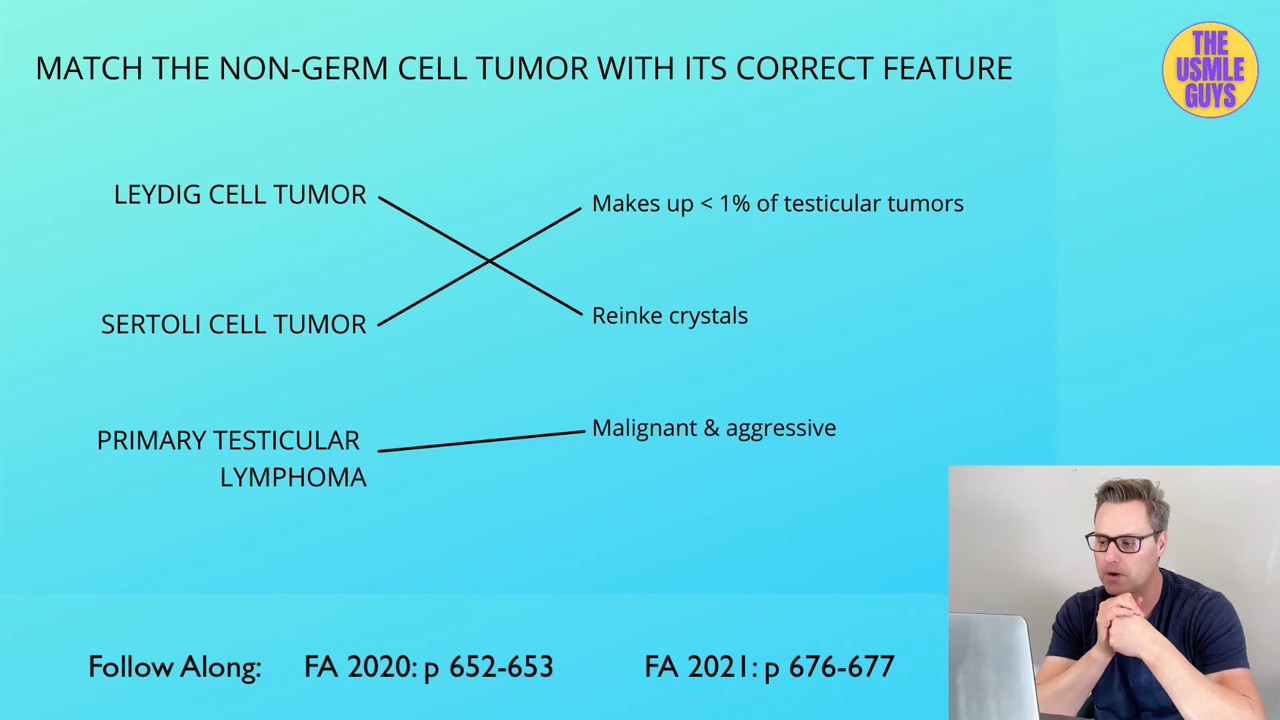 MATCH THE NON-GERM CELL TUMOR WITH ITS CORRECT FEATURE
THE
USMLE
GUYS
LEYDIG CELL TUMOR
Makes up < 1% of testicular tumors
SERTOLI CELL TUMOR
Reinke crystals
PRIMARY TESTICULAR
LYMPHOMA
Malignant & aggressive
Follow Along: FA 2020: p 652-653 FA 2021: p 676-677